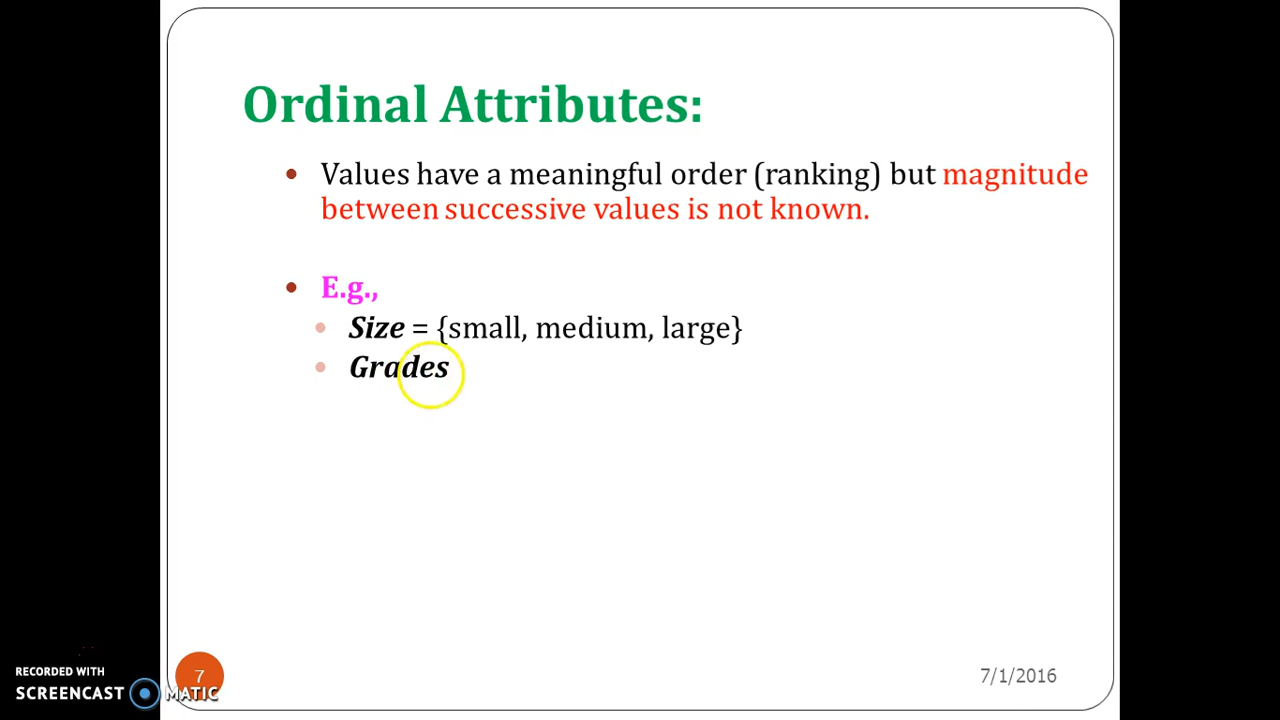 Ordinal Attributes:
• Values have a meaningful order (ranking) but magnitude
between successive values is not known.
• E.g.,
• Size = {small, medium, large}
• Grades
7
7/1/2016
RECORDED WITH
SCREENCAST MATIC